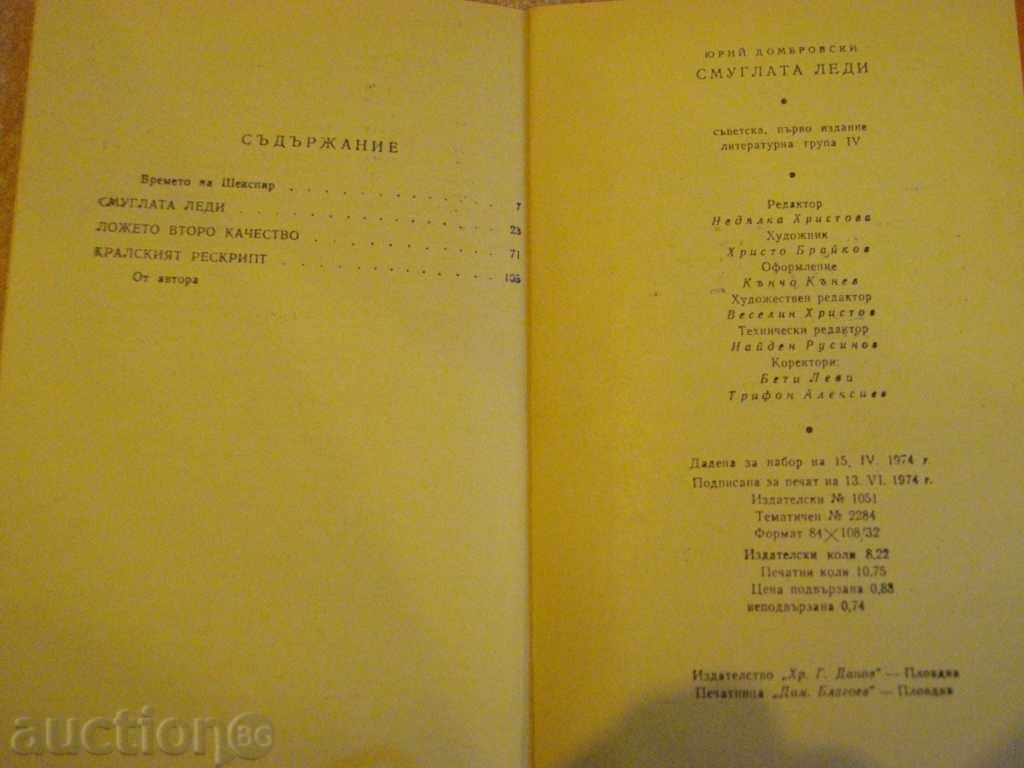 СЪДЪРЖАНИЕ
Времето на Шекспир . . . . . . . . . . 7
СМУГЛАТА ЛЕДИ . . . . . . . . . . 23
ЛОЖЕТО ВТОРО КАЧЕСТВО . . . . . . . . 71
КРАЛСКИЯТ РЕСКРИПТ . . . . . . . . .
От автора . . . . . . . . . .
ЮРИЙ ДОМБРОВСКИ
СМУГЛАТА ЛЕДИ
•
съветска, първо издание
литературна група IV
•
Редактор
Недялка Христова
Художник
Христо Брайков
Оформление
Кънчо Кънев
Художествен редактор
Веселин Христов
Технически редактор
Найден Русинов
Коректори:
Бети Леви
Трифон Алексиев
•
Дадена за набор на 15. IV. 1974 г.
Подписана за печат на 13. VI. 1974 г.
Издателски № 1051
Тематичен № 2284
Формат 84×108/32
Издателски коли 8,22
Печатни коли 10,75
Цена подвързана 0,88
неподвързана 0,74
Издателство „Хр. Г. Данов" — Пловдив
Печатница „Дим. Благоев" — Пловдив
auction BG